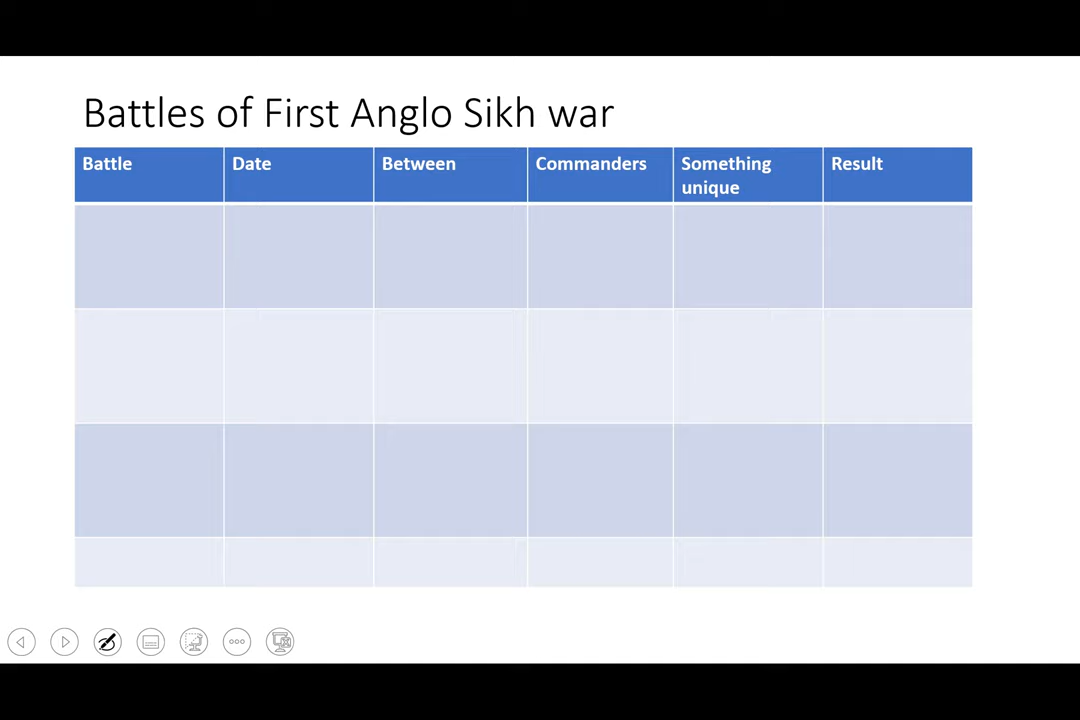 Battles of First Anglo Sikh war
Battle Date Between Commanders Something unique Result